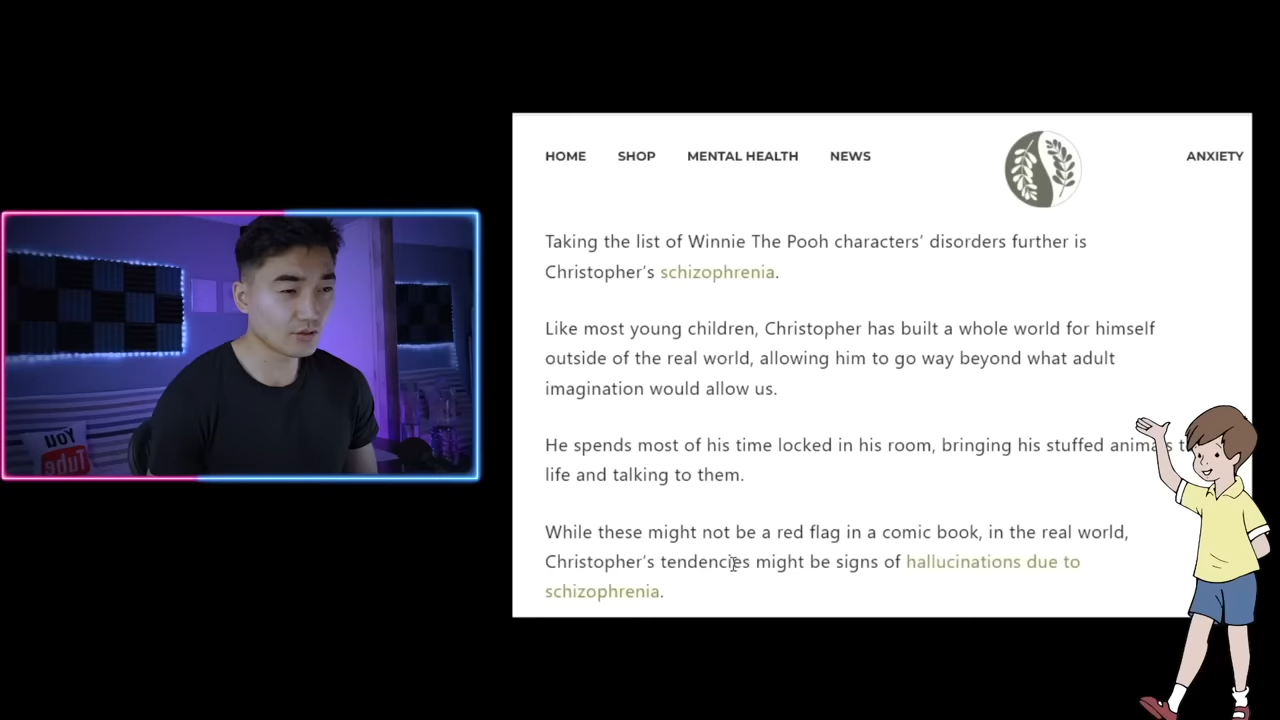 HOME SHOP MENTAL HEALTH NEWS ANXIETY
Taking the list of Winnie The Pooh characters’ disorders further is
Christopher’s schizophrenia.
Like most young children, Christopher has built a whole world for himself
outside of the real world, allowing him to go way beyond what adult
imagination would allow us.
He spends most of his time locked in his room, bringing his stuffed animals t
life and talking to them.
While these might not be a red flag in a comic book, in the real world,
Christopher’s tendencies might be signs of hallucinations due to
schizophrenia.
You
Tube